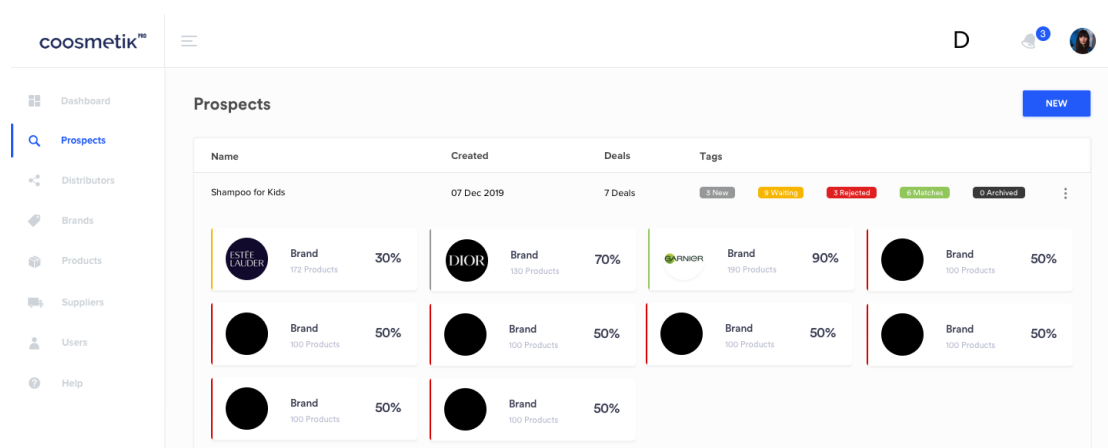 coosmetik PRO
D
3
Dashboard
Prospects
Distributors
Brands
Products
Suppliers
Users
Help
Prospects
NEW
Name Created Deals Tags
Shampoo for Kids 07 Dec 2019 7 Deals 3 New 9 Waiting 3 Rejected 6 Matches 0 Archived
ESTĒE
LAUDER
Brand
172 Products
30%
DIOR
Brand
130 Products
70%
GARNIER
Brand
190 Products
90%
Brand
100 Products
50%
Brand
100 Products
50%
Brand
100 Products
50%
Brand
100 Products
50%
Brand
100 Products
50%
Brand
100 Products
50%
Brand
100 Products
50%